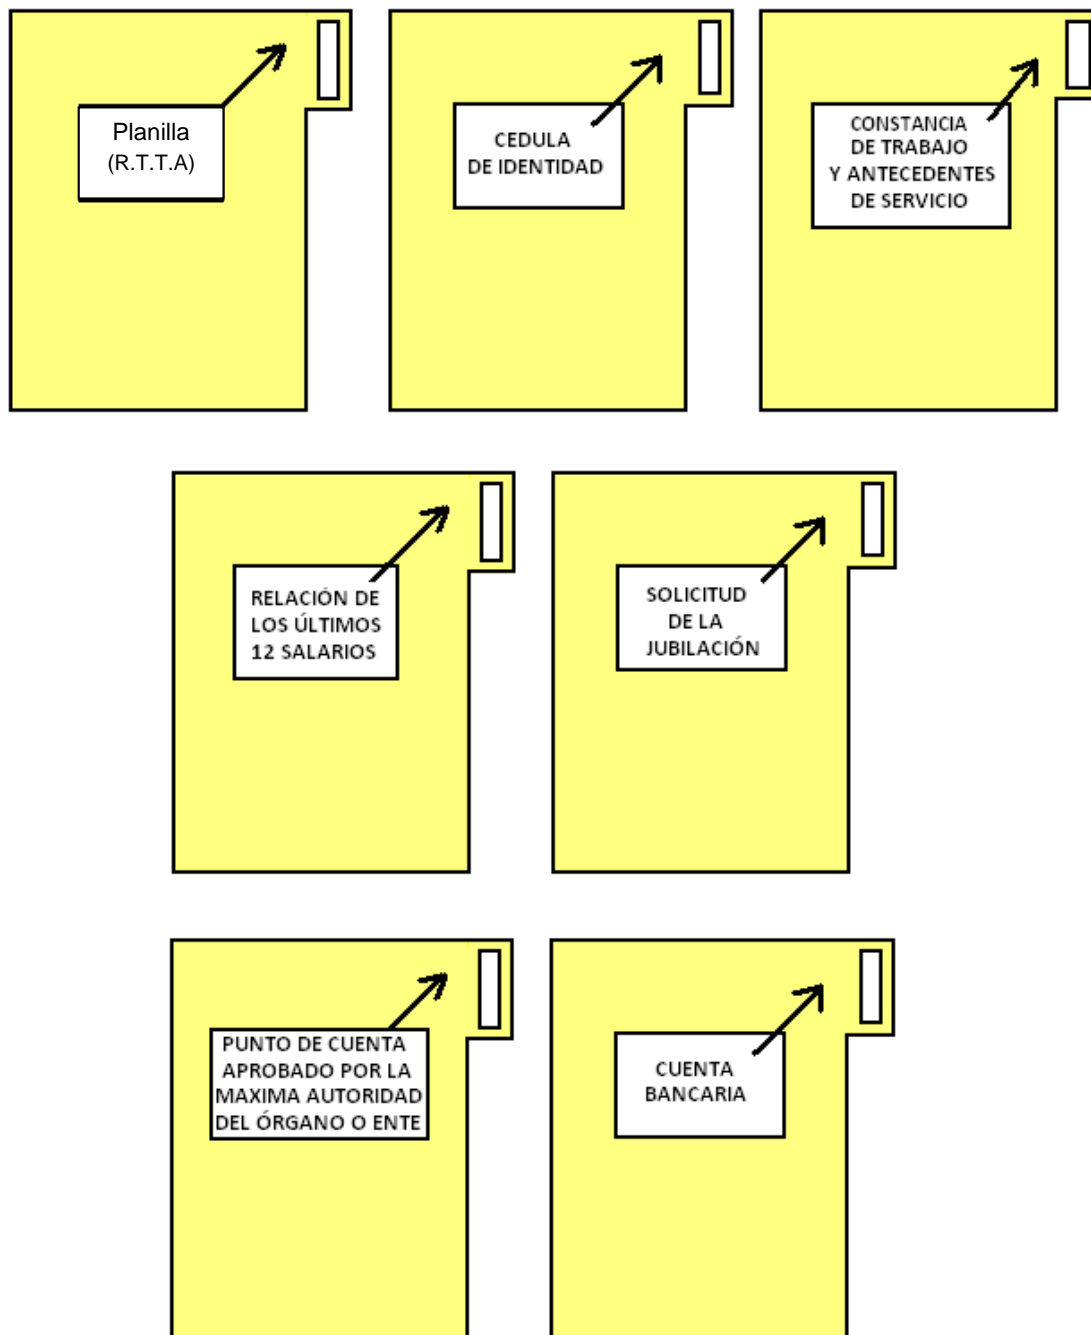 Planilla
(R.T.T.A)
CEDULA
DE IDENTIDAD
CONSTANCIA
DE TRABAJO
Y ANTECEDENTES
DE SERVICIO
RELACIÓN DE
LOS ÚLTIMOS
12 SALARIOS
SOLICITUD
DE LA
JUBILACIÓN
PUNTO DE CUENTA
APROBADO POR LA
MAXIMA AUTORIDAD
DEL ÓRGANO O ENTE
CUENTA
BANCARIA